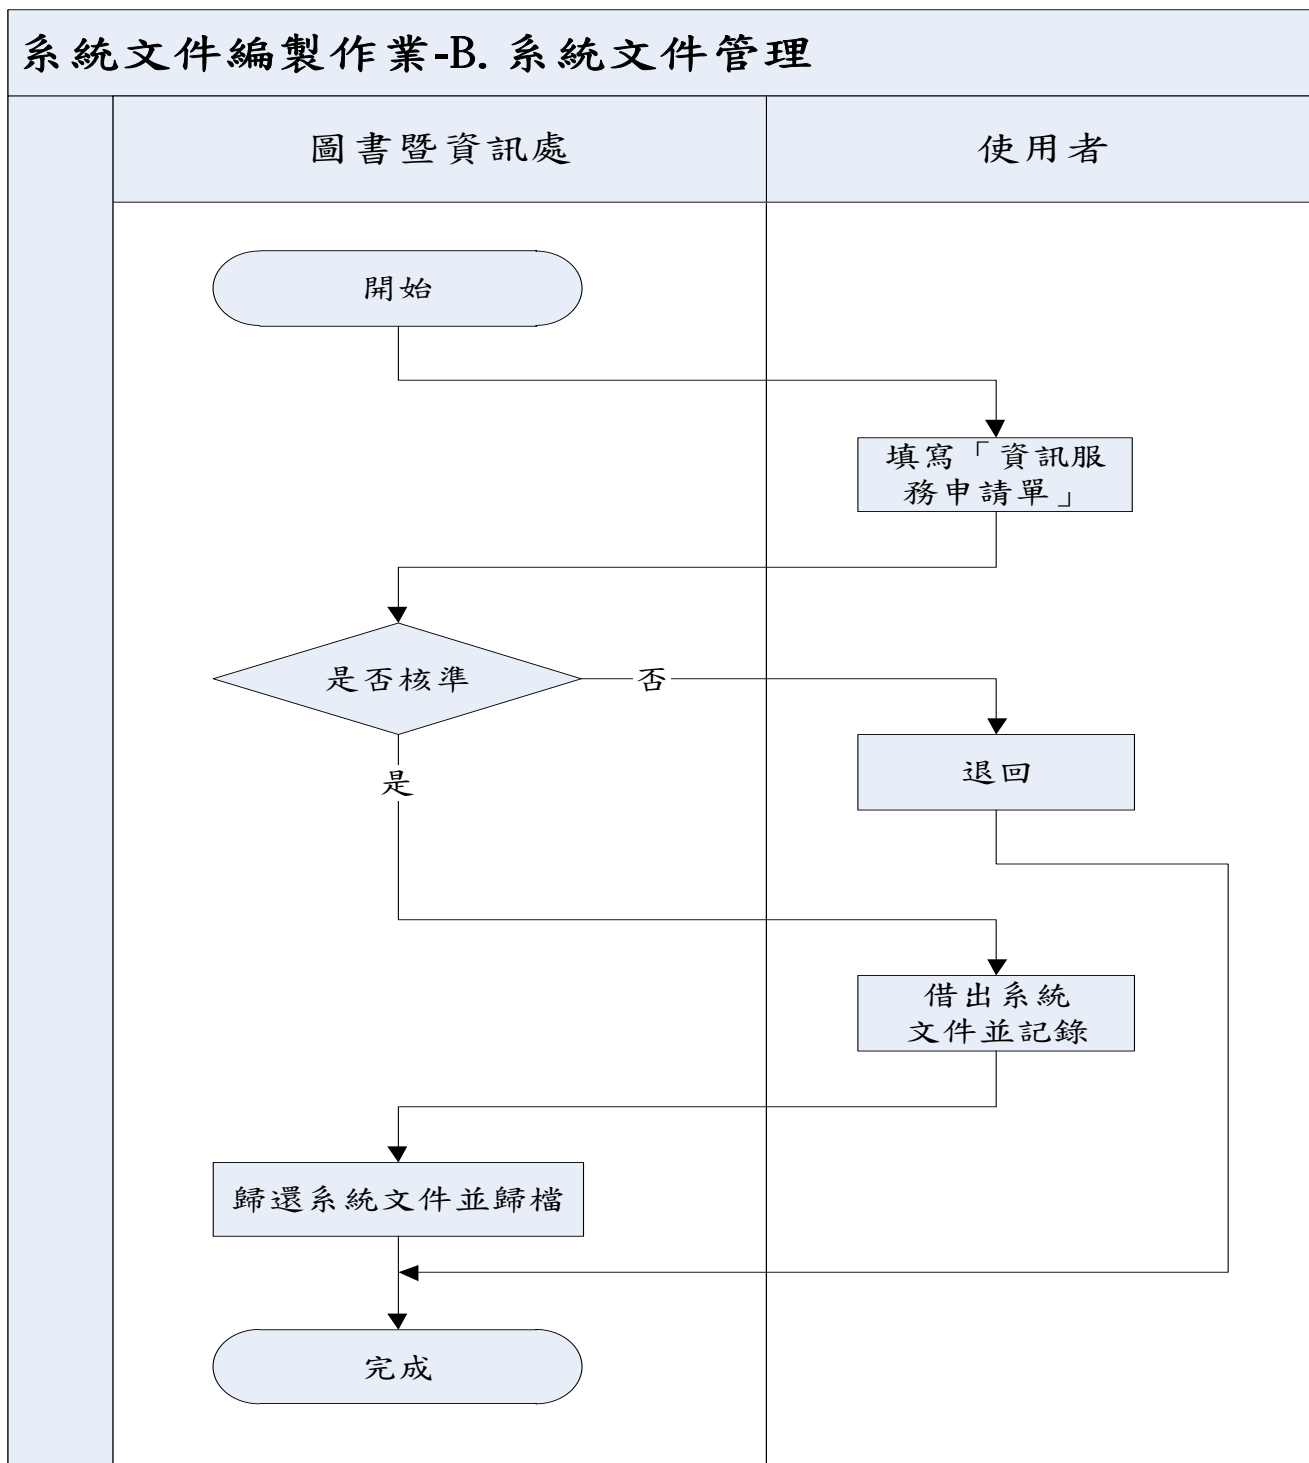 系統文件編製作業-B. 系統文件管理
圖書暨資訊處
使用者
開始
填寫「資訊服
務申請單」
是否核準
否
是
退回
借出系統
文件並記錄
歸還系統文件並歸檔
完成